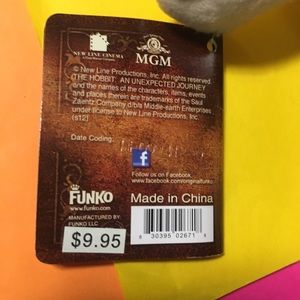 NEW LINE CINEMA
MGM
© New Line Productions, Inc. All rights reserved
(THE HOBBIT: AN UNEXPECTED JOURNEY
and the names of the characters, items, events
and places therein are trademarks of the Saul
Zaentz Company d/b/a Middle-earth Enterprises
under license to New Line Productions, Inc.
(s12)
Date Coding:
f
Follow us on Facebook.
www.facebook.com/originalfunko
FUNKO
www.Funko.com
MANUFACTURED BY:
FUNKO LLC
$9.95
Made in China
8 30395 02671